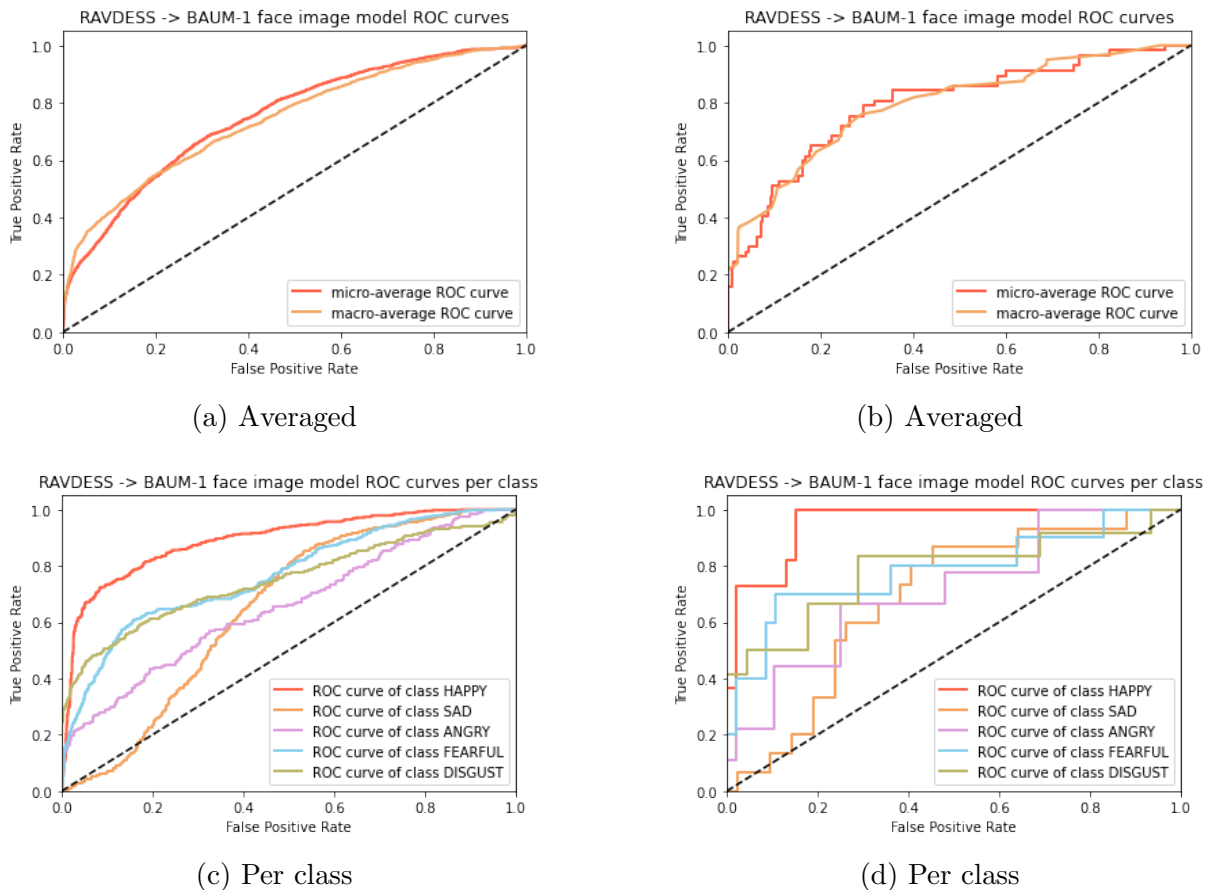 RAVDESS -> BAUM-1 face image model ROC curves
1.0
0.8
0.6
0.4
0.2
0.0
True Positive Rate
micro-average ROC curve
macro-average ROC curve
0.0 0.2 0.4 0.6 0.8 1.0
False Positive Rate
(a) Averaged
RAVDESS -> BAUM-1 face image model ROC curves
1.0
0.8
0.6
0.4
0.2
0.0
True Positive Rate
micro-average ROC curve
macro-average ROC curve
0.0 0.2 0.4 0.6 0.8 1.0
False Positive Rate
(b) Averaged
RAVDESS -> BAUM-1 face image model ROC curves per class
1.0
0.8
0.6
0.4
0.2
0.0
True Positive Rate
ROC curve of class HAPPY
ROC curve of class SAD
ROC curve of class ANGRY
ROC curve of class FEARFUL
ROC curve of class DISGUST
0.0 0.2 0.4 0.6 0.8 1.0
False Positive Rate
(c) Per class
RAVDESS -> BAUM-1 face image model ROC curves per class
1.0
0.8
0.6
0.4
0.2
0.0
True Positive Rate
ROC curve of class HAPPY
ROC curve of class SAD
ROC curve of class ANGRY
ROC curve of class FEARFUL
ROC curve of class DISGUST
0.0 0.2 0.4 0.6 0.8 1.0
False Positive Rate
(d) Per class